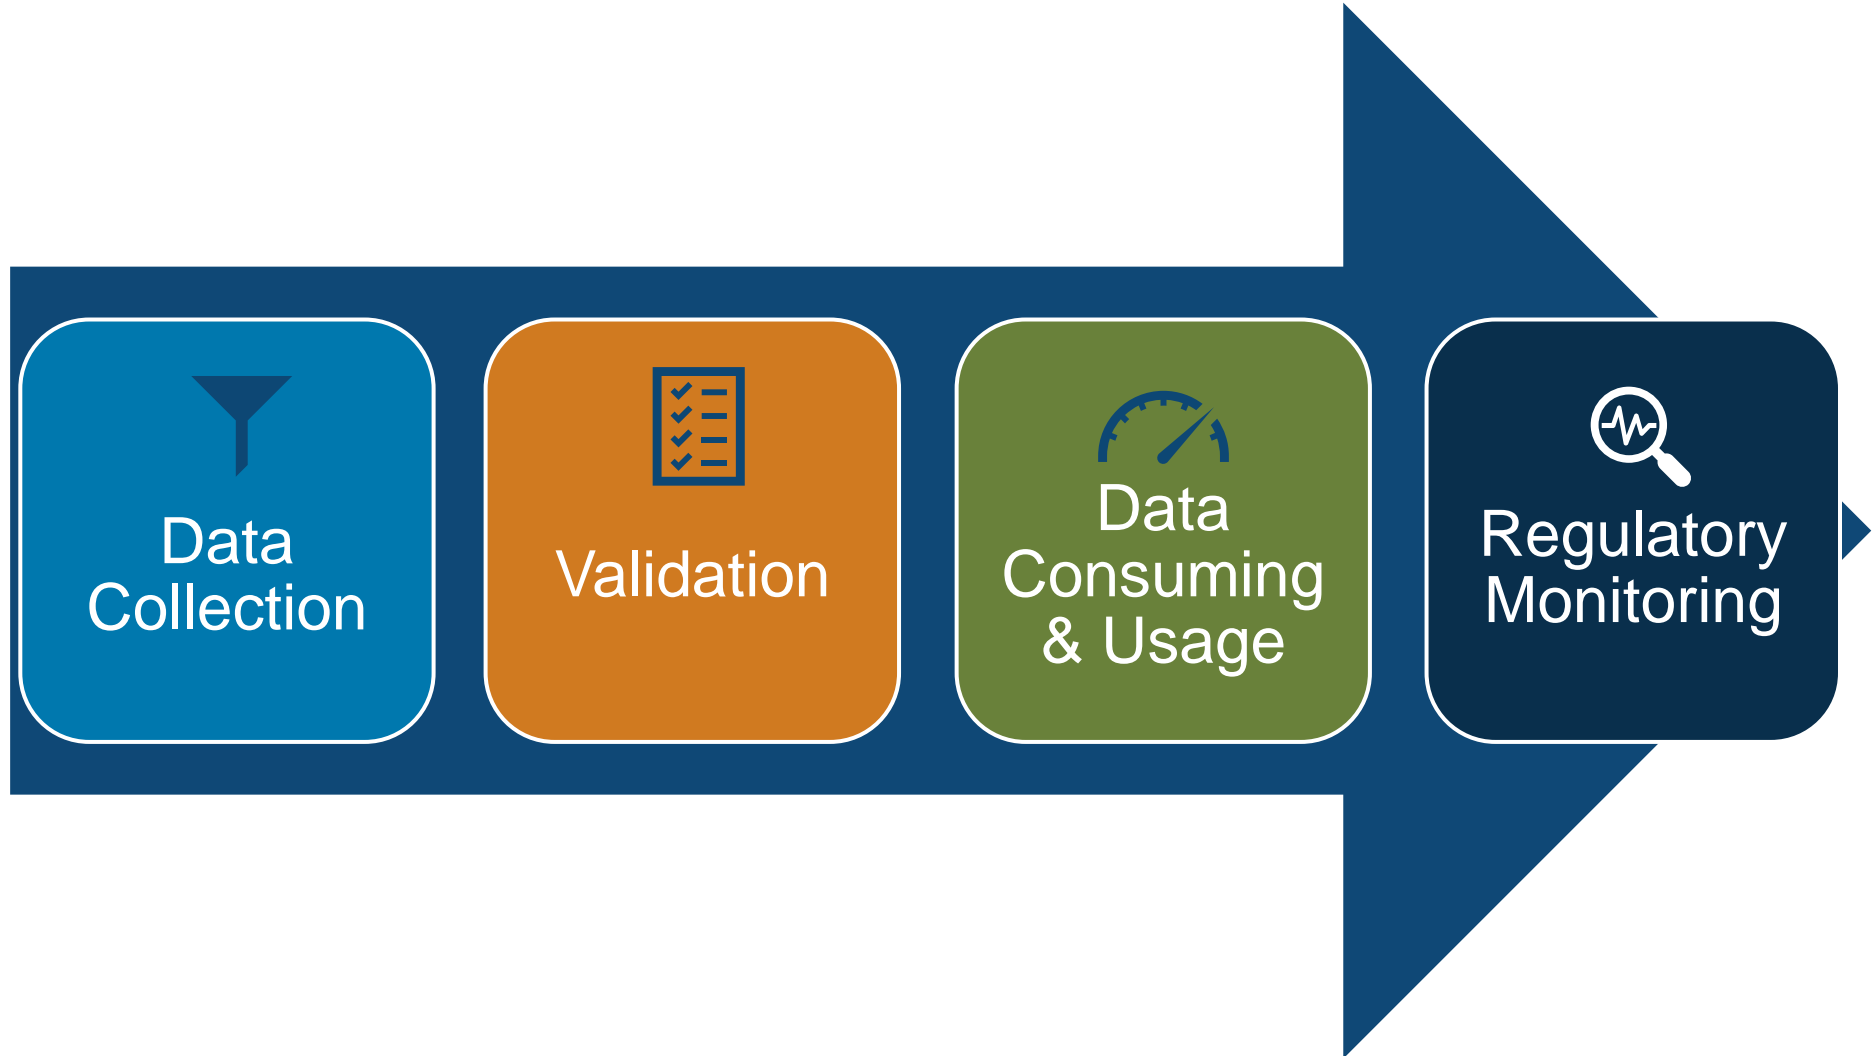 Data
Collection
Validation
Data
Consuming
& Usage
Regulatory
Monitoring